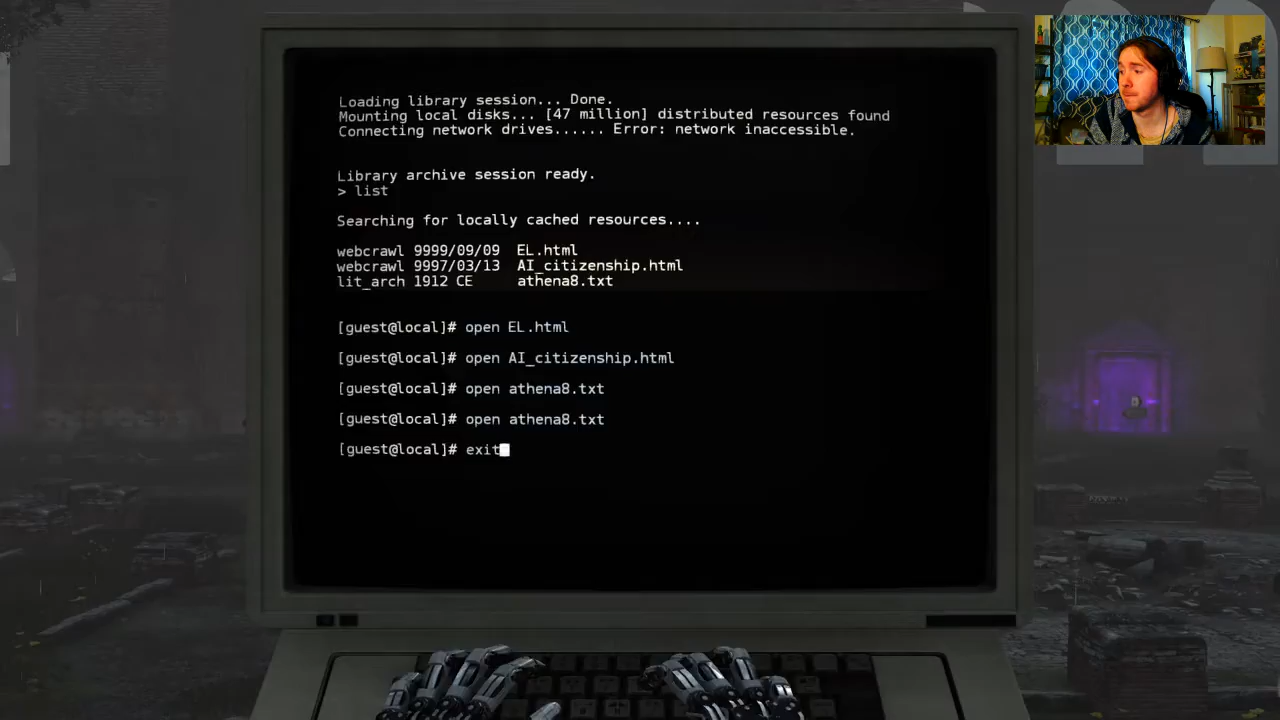 Loading library session... Done.
Mounting local disks... [47 million] distributed resources found
Connecting network drives...... Error: network inaccessible.
Library archive session ready.
> list
Searching for locally cached resources....
webcrawl 9999/09/09 EL.html
webcrawl 9997/03/13 AI_citizenship.html
lit_arch 1912 CE athena8.txt
[guest@local]# open EL.html
[guest@local]# open AI_citizenship.html
[guest@local]# open athena8.txt
[guest@local]# open athena8.txt
[guest@local]# exit